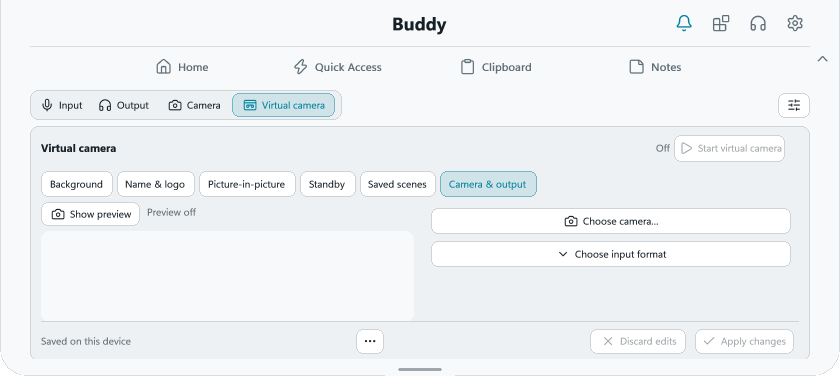 Buddy
Home
Quick Access
Clipboard
Notes
Input
Output
Camera
Virtual camera
Virtual camera
Off
Start virtual camera
Background
Name & logo
Picture-in-picture
Standby
Saved scenes
Camera & output
Show preview
Preview off
Choose camera...
Choose input format
Saved on this device
Discard edits
Apply changes